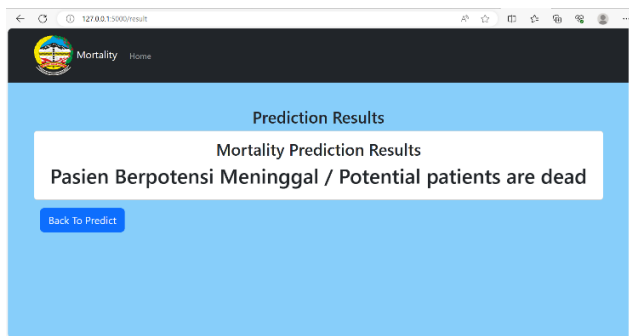 127.0.0.1:5000/result
Mortality Home
Prediction Results
Mortality Prediction Results
Pasien Berpotensi Meninggal / Potential patients are dead
Back To Predict